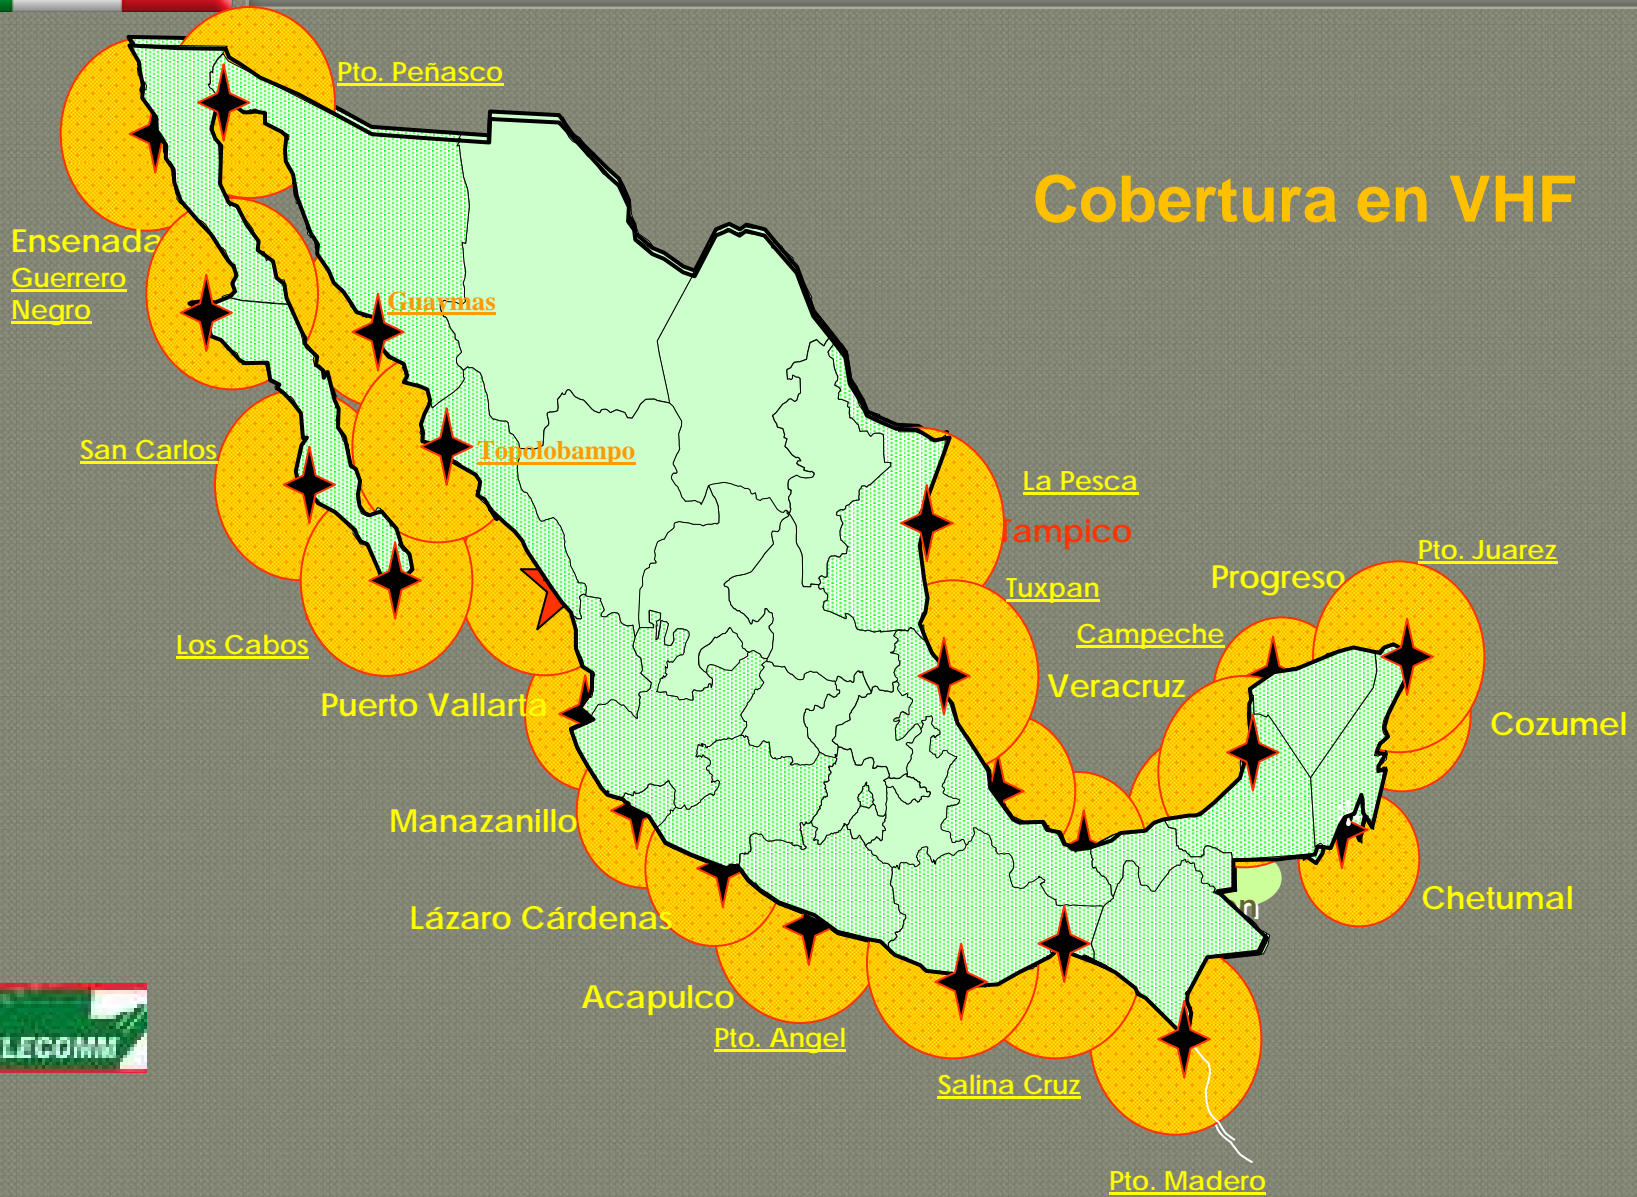 Pto. Peñasco
Cobertura en VHF
Ensenada
Guerrero
Negro
Guaymas
San Carlos
Topolobampo
La Pesca
Tampico
Pto. Juarez
Progreso
Tuxpan
Campeche
Los Cabos
Veracruz
Puerto Vallarta
Cozumel
Manazanillo
Chetumal
Lázaro Cárdenas
Acapulco
Pto. Angel
LECOMM
Salina Cruz
Pto. Madero